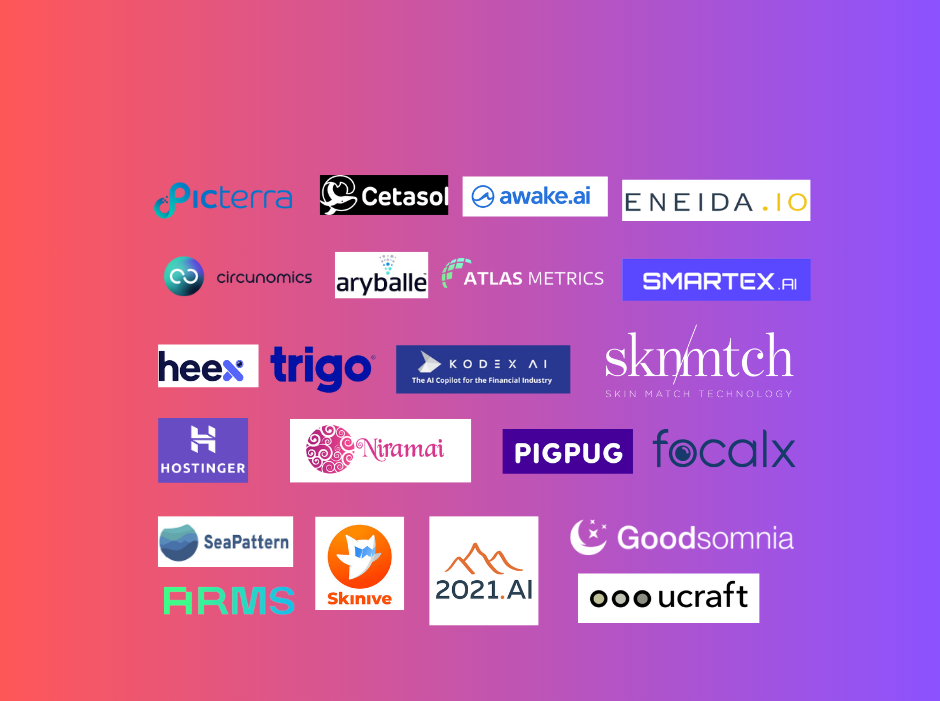 Picterra
Cetasol
awake.ai
ENEIDA.IO
circunomics
aryballe
ATLAS METRICS
SMARTEX.AI
heex
trigo
KODEX AI
The AI Copilot for the Financial Industry
sknmtch
SKIN MATCH TECHNOLOGY
HOSTINGER
Niramai
PIGPUG
focalx
SeaPattern
Skinive
2021.AI
Goodsomnia
ARMS
ucraft